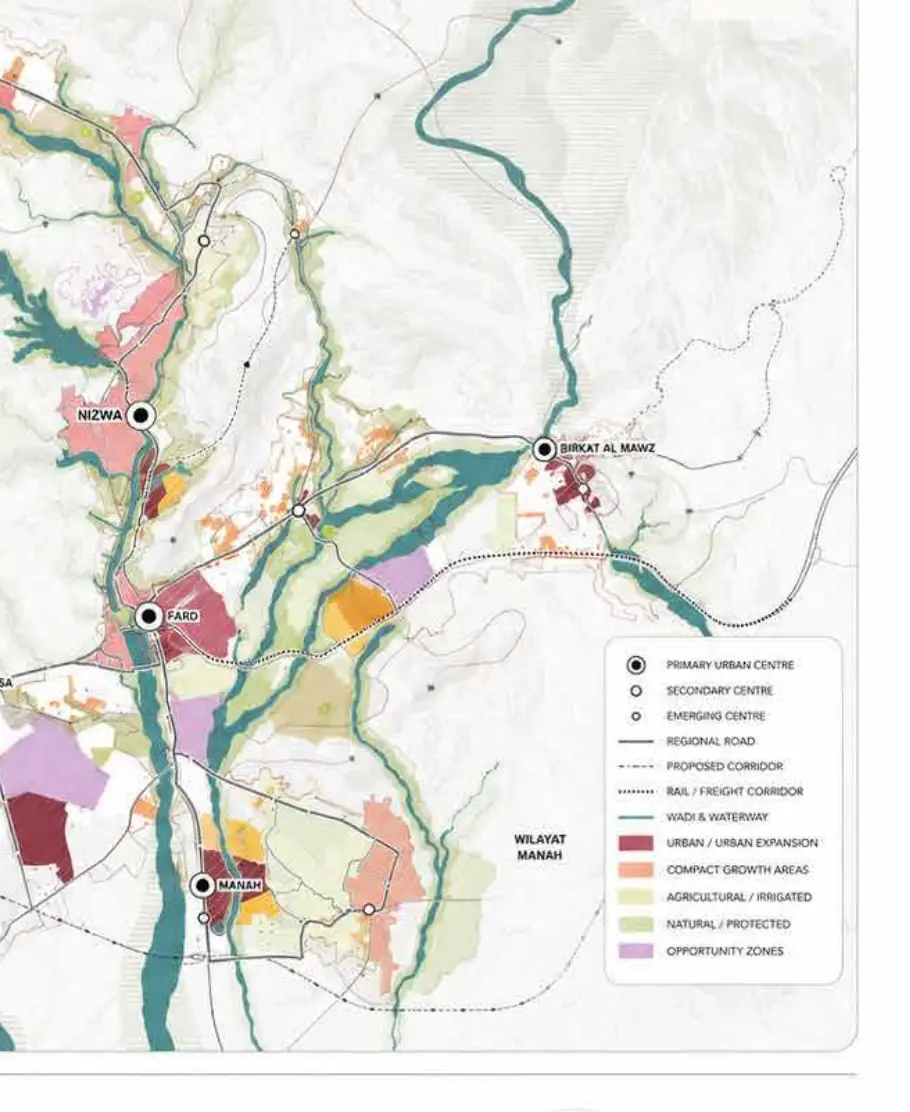 NIZWA
BIRKAT AL MAWZ
FARD
SA
MANAH
WILAYAT
MANAH
PRIMARY URBAN CENTRE
SECONDARY CENTRE
EMERGING CENTRE
REGIONAL ROAD
PROPOSED CORRIDOR
RAIL / FREIGHT CORRIDOR
WADI & WATERWAY
URBAN / URBAN EXPANSION
COMPACT GROWTH AREAS
AGRICULTURAL / IRRIGATED
NATURAL / PROTECTED
OPPORTUNITY ZONES